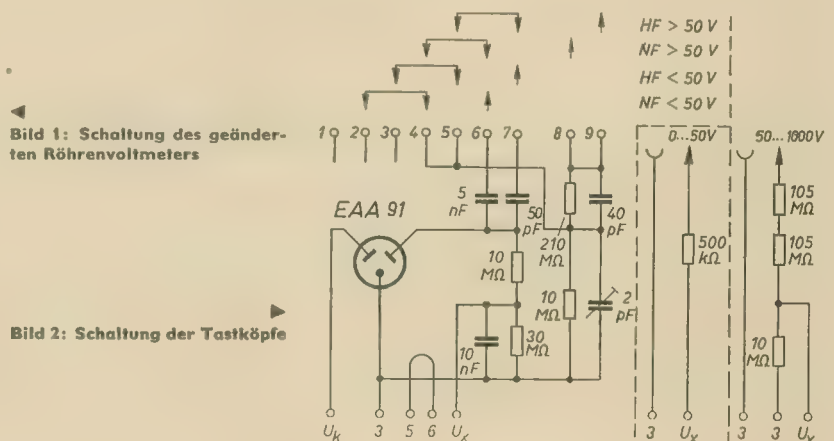 HF > 50 V
NF > 50 V
HF < 50 V
NF < 50 V
Bild 1: Schaltung des geänder-
ten Röhrenvoltmeters
1 2 3 4 5 6 7 8 9
0...50V
50...1000V
EAA 91
5
nF
50
pF
210
MΩ
40
pF
105
MΩ
500
kΩ
105
MΩ
10
MΩ
Bild 2: Schaltung der Tastköpfe
10
nF
30
MΩ
10
MΩ
2
pF
10
MΩ
Uk 3 5 6 Ux 3 Ux 3 3 Ux